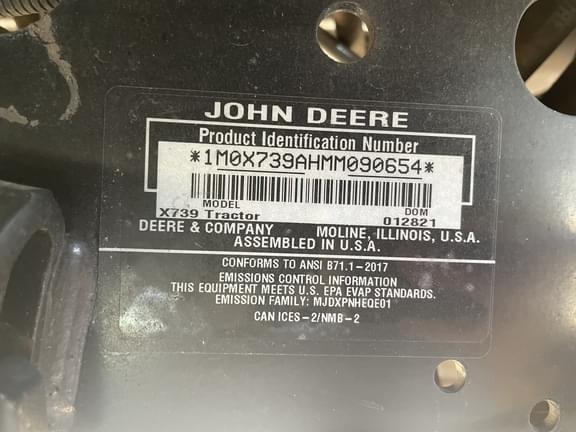 JOHN DEERE
Product Identification Number
*1M0X739AHMM090654*
MODEL DOM
X739 Tractor 012821
DEERE & COMPANY MOLINE, ILLINOIS, U.S.A.
ASSEMBLED IN U.S.A.
CONFORMS TO ANSI B71.1-2017
EMISSIONS CONTROL INFORMATION
THIS EQUIPMENT MEETS U.S. EPA EVAP STANDARDS.
EMISSION FAMILY: MJDXPNHEQE01
CAN ICES-2/NMB-2